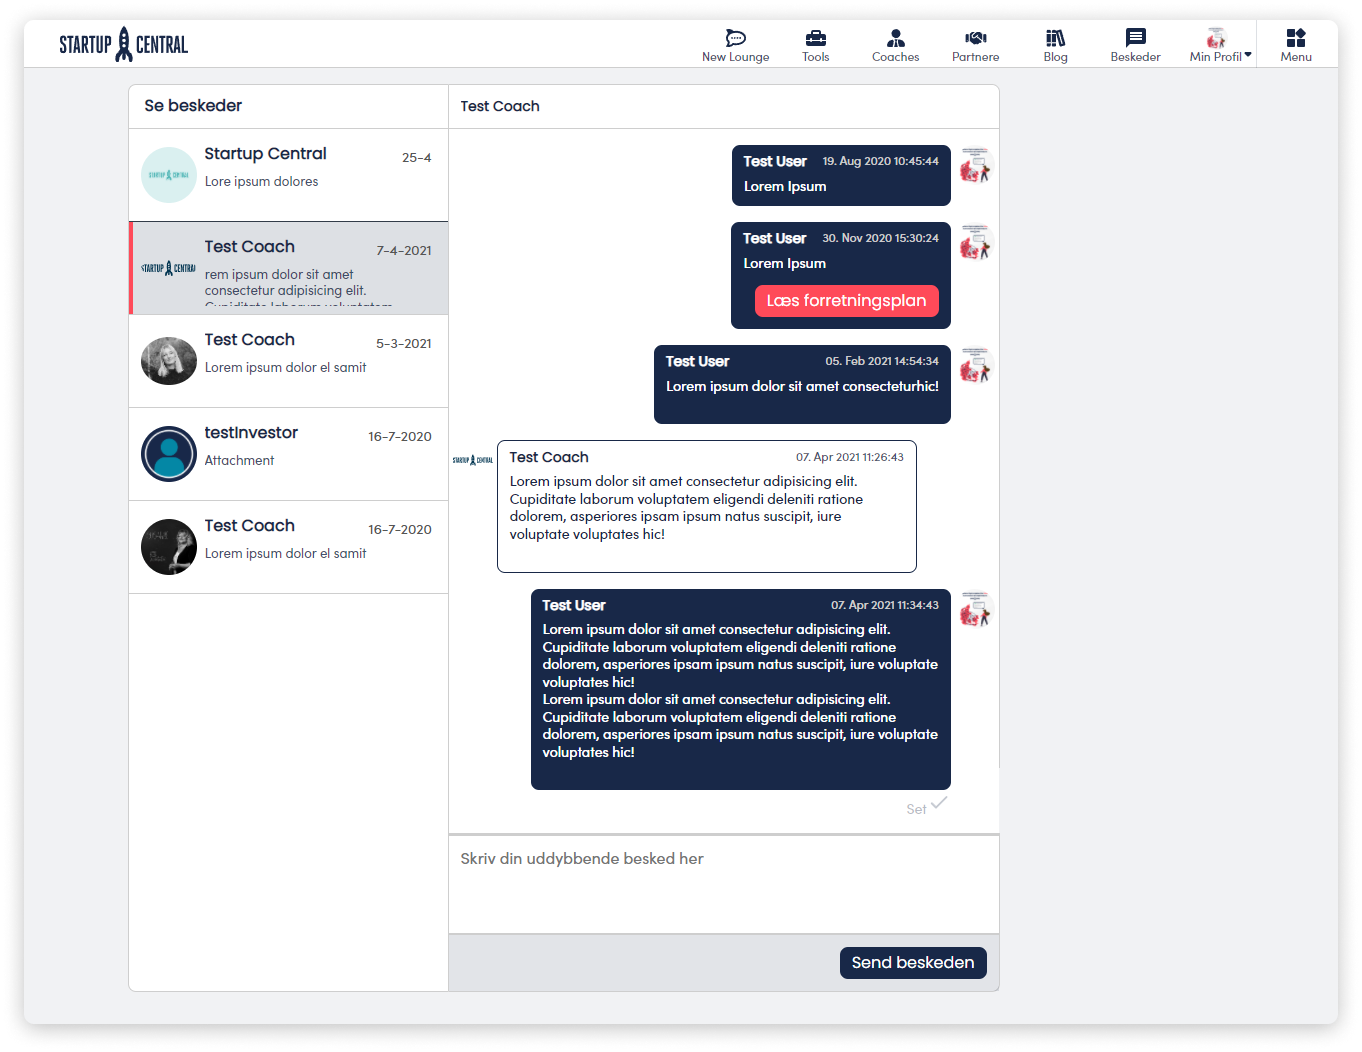 STARTUP CENTRAL
New Lounge
Tools
Coaches
Partnere
Blog
Beskeder
Min Profil
Menu
Se beskeder
Startup Central
25-4
Lore ipsum dolores
Test Coach
7-4-2021
STARTUP CENTRAL
rem ipsum dolor sit amet
consectetur adipisicing elit.
Cupiditate laborum voluptatem
Test Coach
5-3-2021
Lorem ipsum dolor el samit
testInvestor
16-7-2020
Attachment
Test Coach
16-7-2020
Lorem ipsum dolor el samit
Test Coach
Test User 19. Aug 2020 10:45:44
Lorem Ipsum
Test User 30. Nov 2020 15:30:24
Lorem Ipsum
Læs forretningsplan
Test User 05. Feb 2021 14:54:34
Lorem ipsum dolor sit amet consecteturhic!
STARTUP CENTRAL
Test Coach 07. Apr 2021 11:26:43
Lorem ipsum dolor sit amet consectetur adipisicing elit.
Cupiditate laborum voluptatem eligendi deleniti ratione
dolorem, asperiores ipsam ipsum natus suscipit, iure
voluptate voluptates hic!
Test User 07. Apr 2021 11:34:43
Lorem ipsum dolor sit amet consectetur adipisicing elit.
Cupiditate laborum voluptatem eligendi deleniti ratione
dolorem, asperiores ipsam ipsum natus suscipit, iure voluptate
voluptates hic!
Lorem ipsum dolor sit amet consectetur adipisicing elit.
Cupiditate laborum voluptatem eligendi deleniti ratione
dolorem, asperiores ipsam ipsum natus suscipit, iure voluptate
voluptates hic!
Set
Skriv din uddybbende besked her
Send beskeden